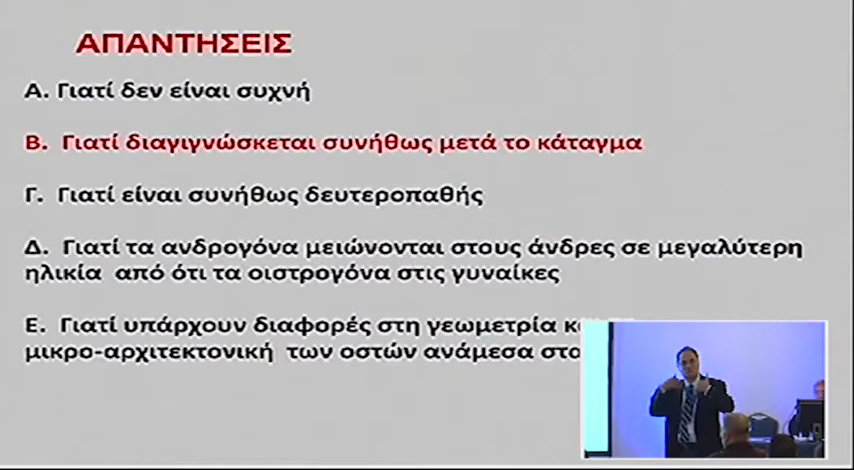 ΑΠΑΝΤΗΣΕΙΣ
Α. Γιατί δεν είναι συχνή
Β. Γιατί διαγιγνώσκεται συνήθως μετά το κάταγμα
Γ. Γιατί είναι συνήθως δευτεροπαθής
Δ. Γιατί τα ανδρογόνα μειώνονται στους άνδρες σε μεγαλύτερη
ηλικία από ότι τα οιστρογόνα στις γυναίκες
Ε. Γιατί υπάρχουν διαφορές στη γεωμετρία
μικρο-αρχιτεκτονική των οστών ανάμεσα